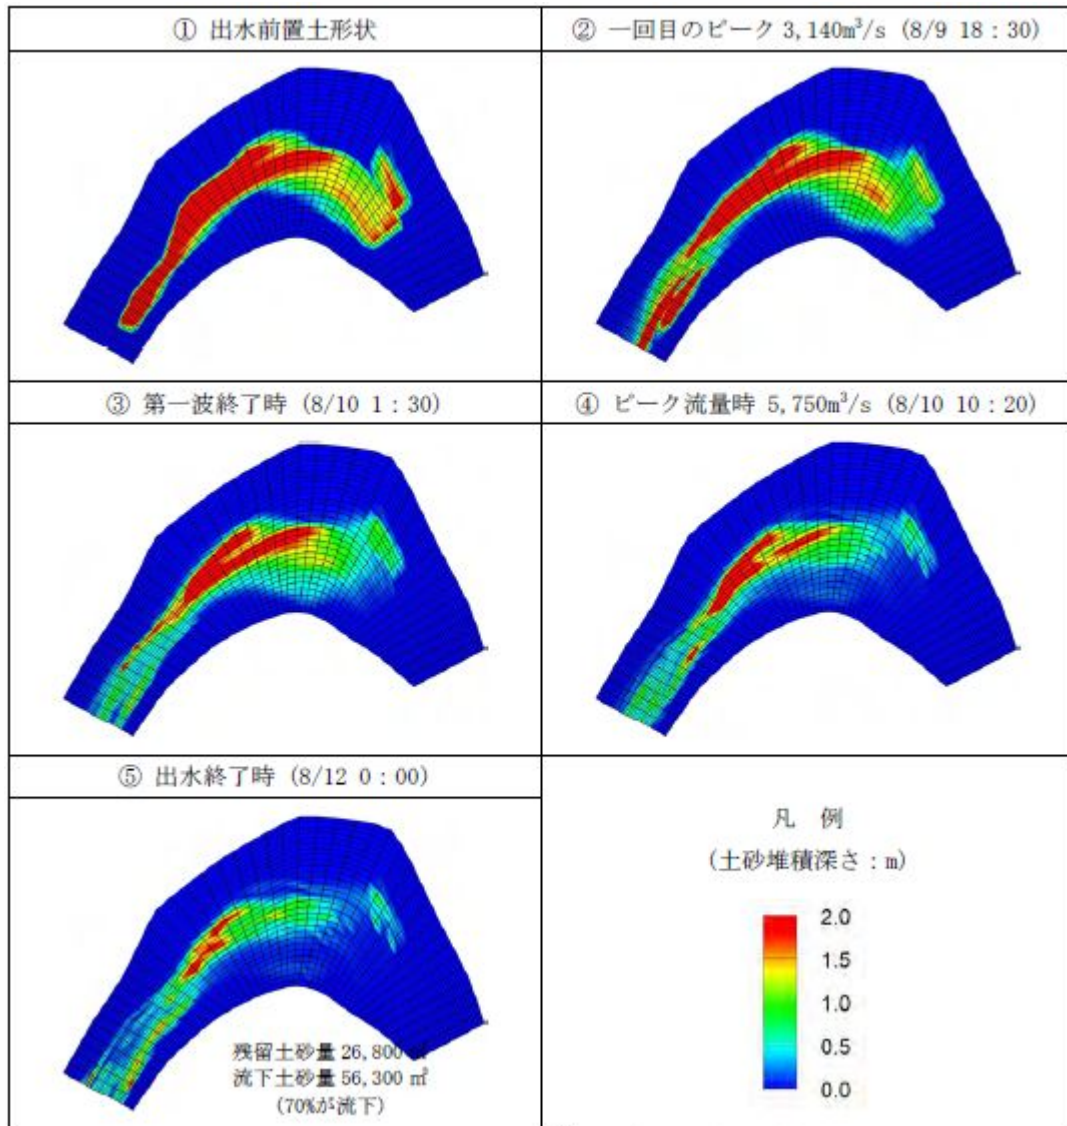 ① 出水前置土形状
② 一回目のピーク 3,140m³/s (8/9 18：30)
③ 第一波終了時 (8/10 1：30)
④ ピーク流量時 5,750m³/s (8/10 10：20)
⑤ 出水終了時 (8/12 0：00)
残留土砂量 26,800
流下土砂量 56,300 ㎥
(70%が流下)
凡 例
(土砂堆積深さ：m)
2.0
1.5
1.0
0.5
0.0